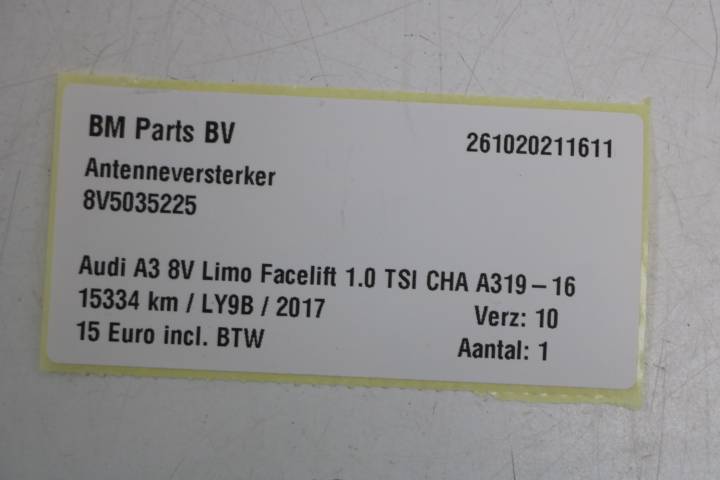 BM Parts BV 261020211611
Antenneversterker
8V5035225
Audi A3 8V Limo Facelift 1.0 TSI CHA A319-16
15334 km / LY9B / 2017 Verz: 10
15 Euro incl. BTW Aantal: 1